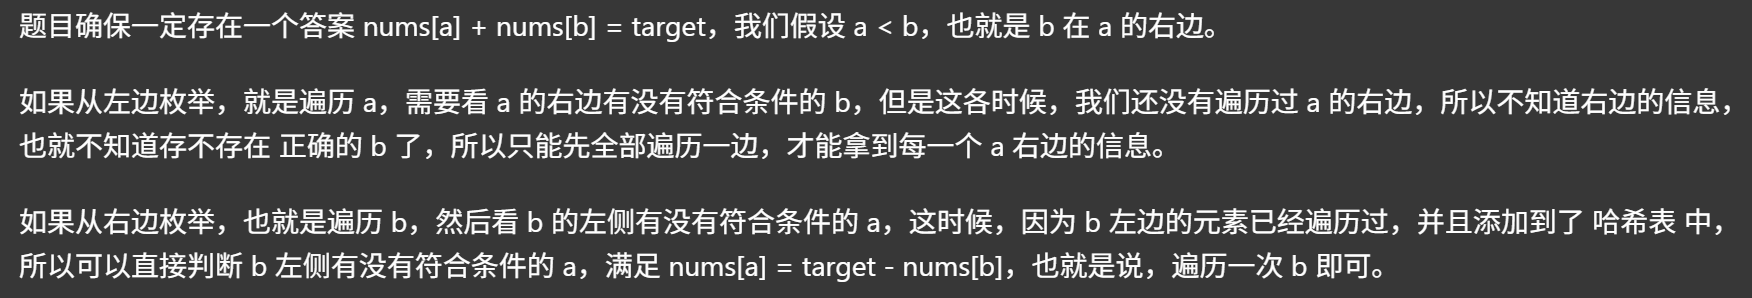 题目确保一定存在一个答案 nums[a] + nums[b] = target，我们假设 a < b，也就是 b 在 a 的右边。
如果从左边枚举，就是遍历 a，需要看 a 的右边有没有符合条件的 b，但是这各时候，我们还没有遍历过 a 的右边，所以不知道右边的信息，
也就不知道存不存在 正确的 b 了，所以只能先全部遍历一边，才能拿到每一个 a 右边的信息。
如果从右边枚举，也就是遍历 b，然后看 b 的左侧有没有符合条件的 a，这时候，因为 b 左边的元素已经遍历过，并且添加到了 哈希表 中，
所以可以直接判断 b 左侧有没有符合条件的 a，满足 nums[a] = target - nums[b]，也就是说，遍历一次 b 即可。